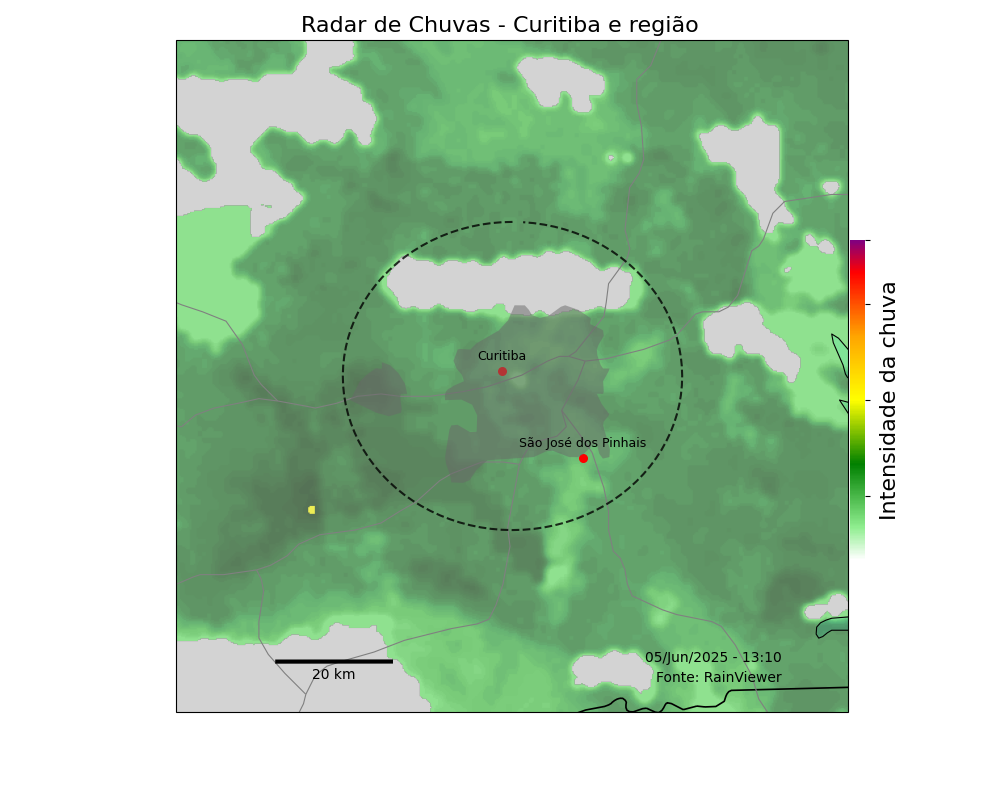 Radar de Chuvas - Curitiba e região
Curitiba
São José dos Pinhais
Intensidade da chuva
05/Jun/2025 - 13:10
Fonte: RainViewer
20 km